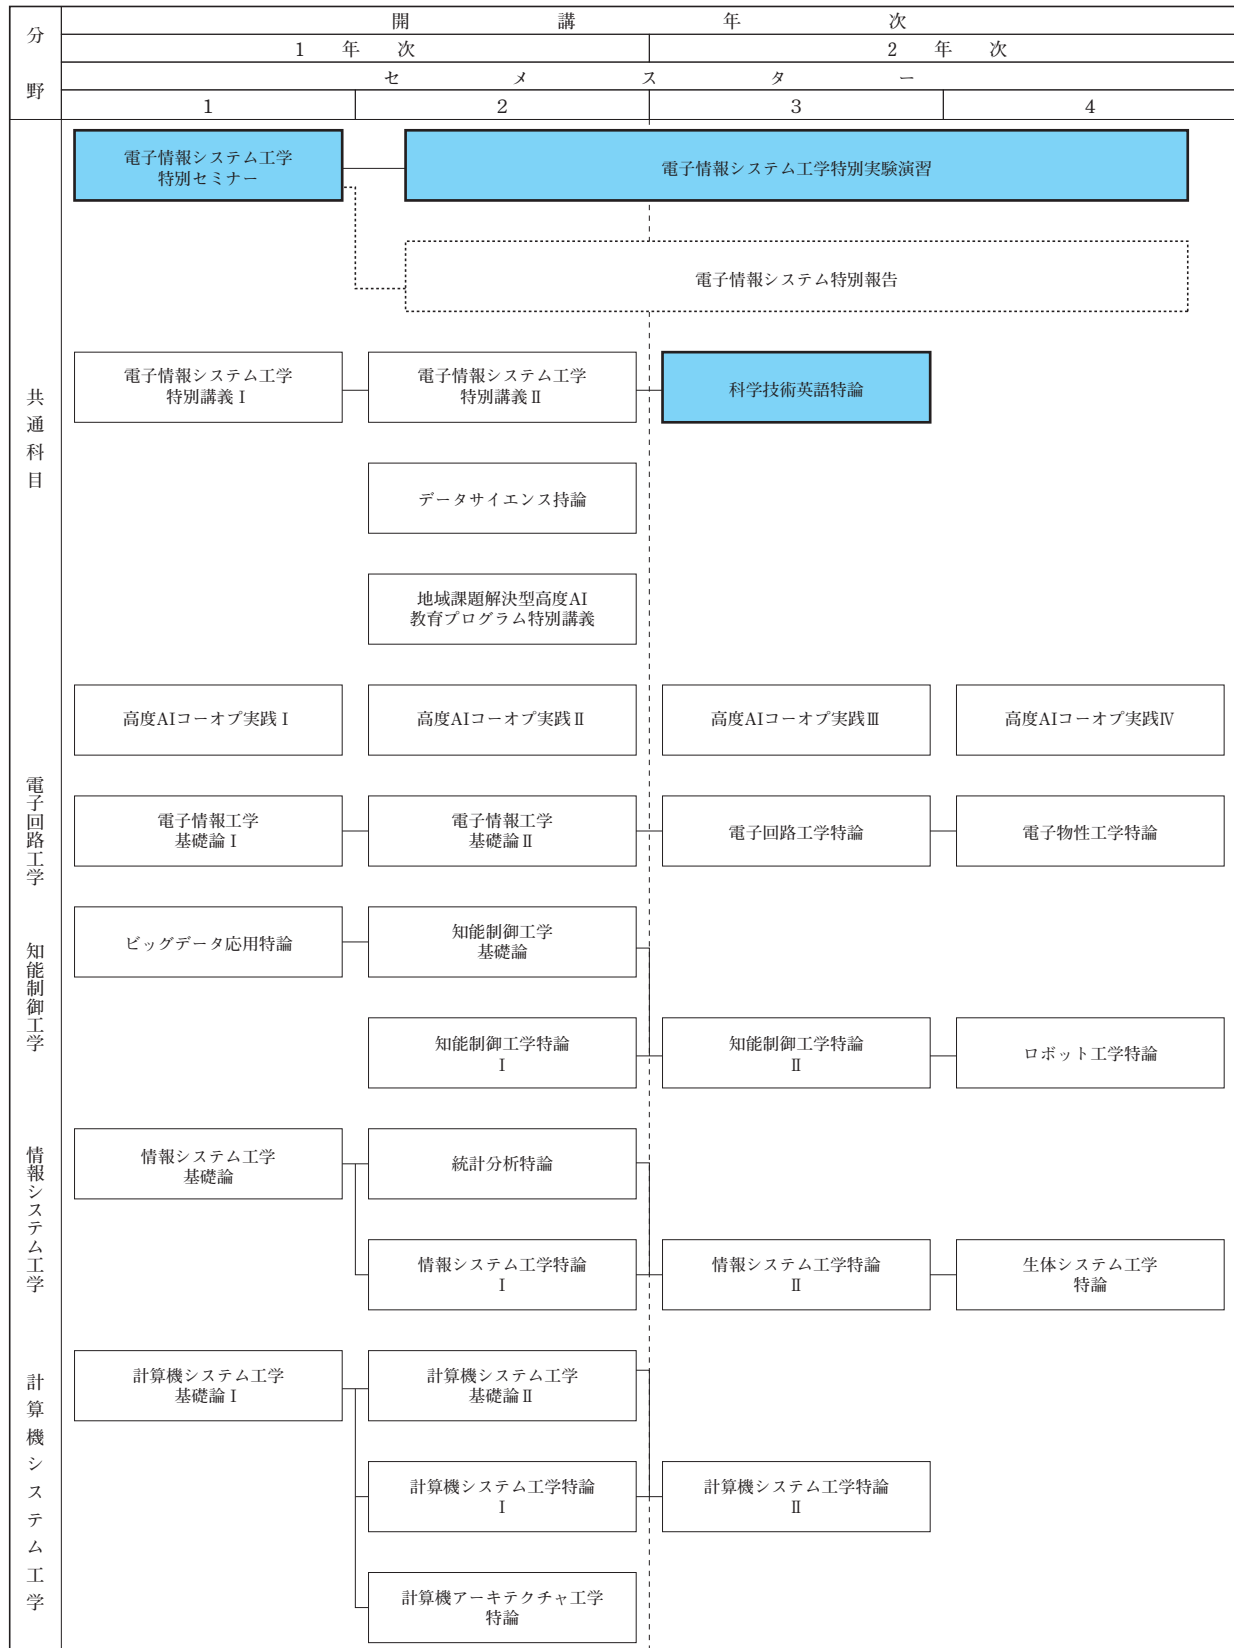 分野
開講年次
1年次
2年次
セメスター
1
2
3
4
共通科目
電子情報システム工学
特別セミナー
電子情報システム工学特別実験演習
電子情報システム特別報告
電子情報システム工学
特別講義Ⅰ
電子情報システム工学
特別講義Ⅱ
科学技術英語特論
データサイエンス持論
地域課題解決型高度AI
教育プログラム特別講義
高度AIコーオプ実践Ⅰ
高度AIコーオプ実践Ⅱ
高度AIコーオプ実践Ⅲ
高度AIコーオプ実践Ⅳ
電子回路工学
電子情報工学
基礎論Ⅰ
電子情報工学
基礎論Ⅱ
電子回路工学特論
電子物性工学特論
知能制御工学
ビッグデータ応用特論
知能制御工学
基礎論
知能制御工学特論
Ⅰ
知能制御工学特論
Ⅱ
ロボット工学特論
情報システム工学
情報システム工学
基礎論
統計分析特論
情報システム工学特論
Ⅰ
情報システム工学特論
Ⅱ
生体システム工学
特論
計算機システム工学
計算機システム工学
基礎論Ⅰ
計算機システム工学
基礎論Ⅱ
計算機システム工学特論
Ⅰ
計算機システム工学特論
Ⅱ
計算機アーキテクチャ工学
特論